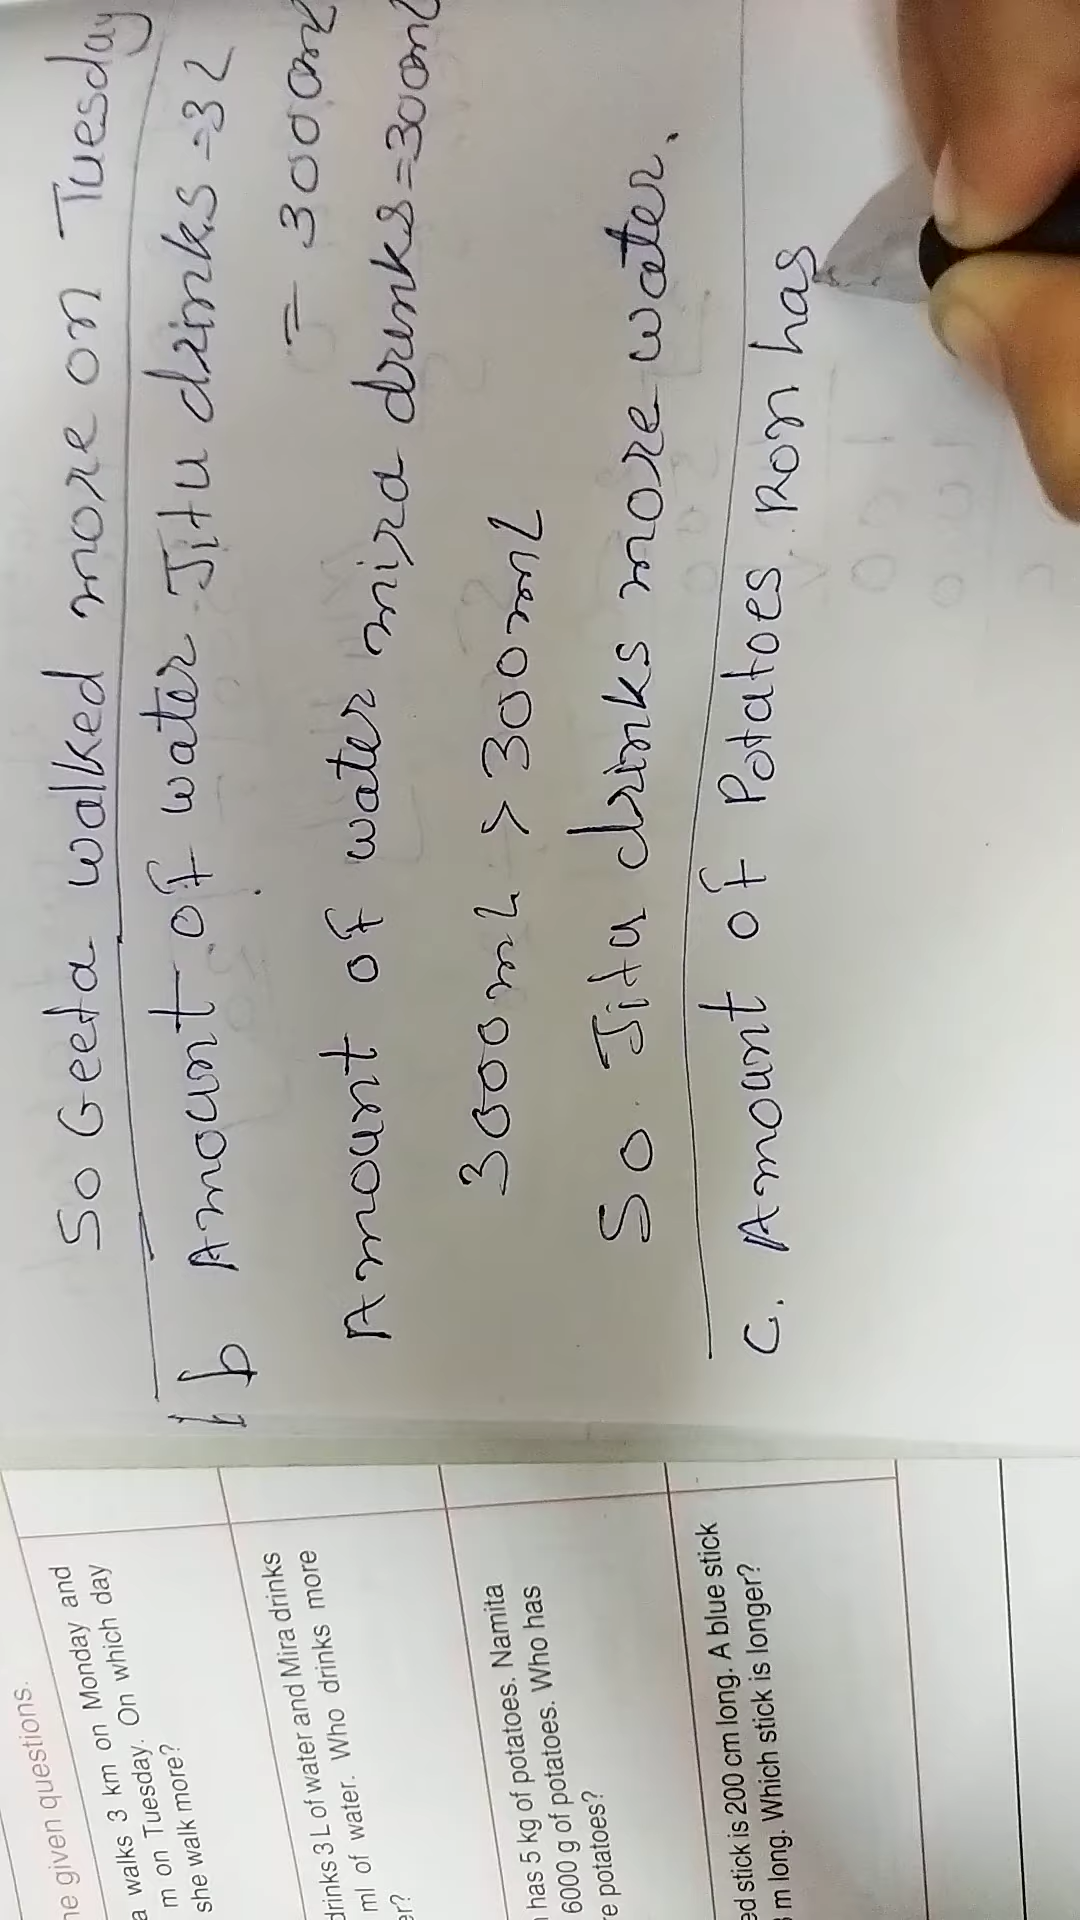 So Geeta walked more on Tuesday
b Amount of water Jitu drinks = 3 L
= 3000mL
Amount of water mira drinks = 300mL
3000mL > 300mL
So. Jitu drinks more water.
C. Amount of Potatoes Ron has
he given questions.
a walks 3 km on Monday and
m on Tuesday. On which day
she walk more?
drinks 3 L of water and Mira drinks
ml of water. Who drinks more
er?
has 5 kg of potatoes. Namita
6000 g of potatoes. Who has
re potatoes?
ed stick is 200 cm long. A blue stick
m long. Which stick is longer?